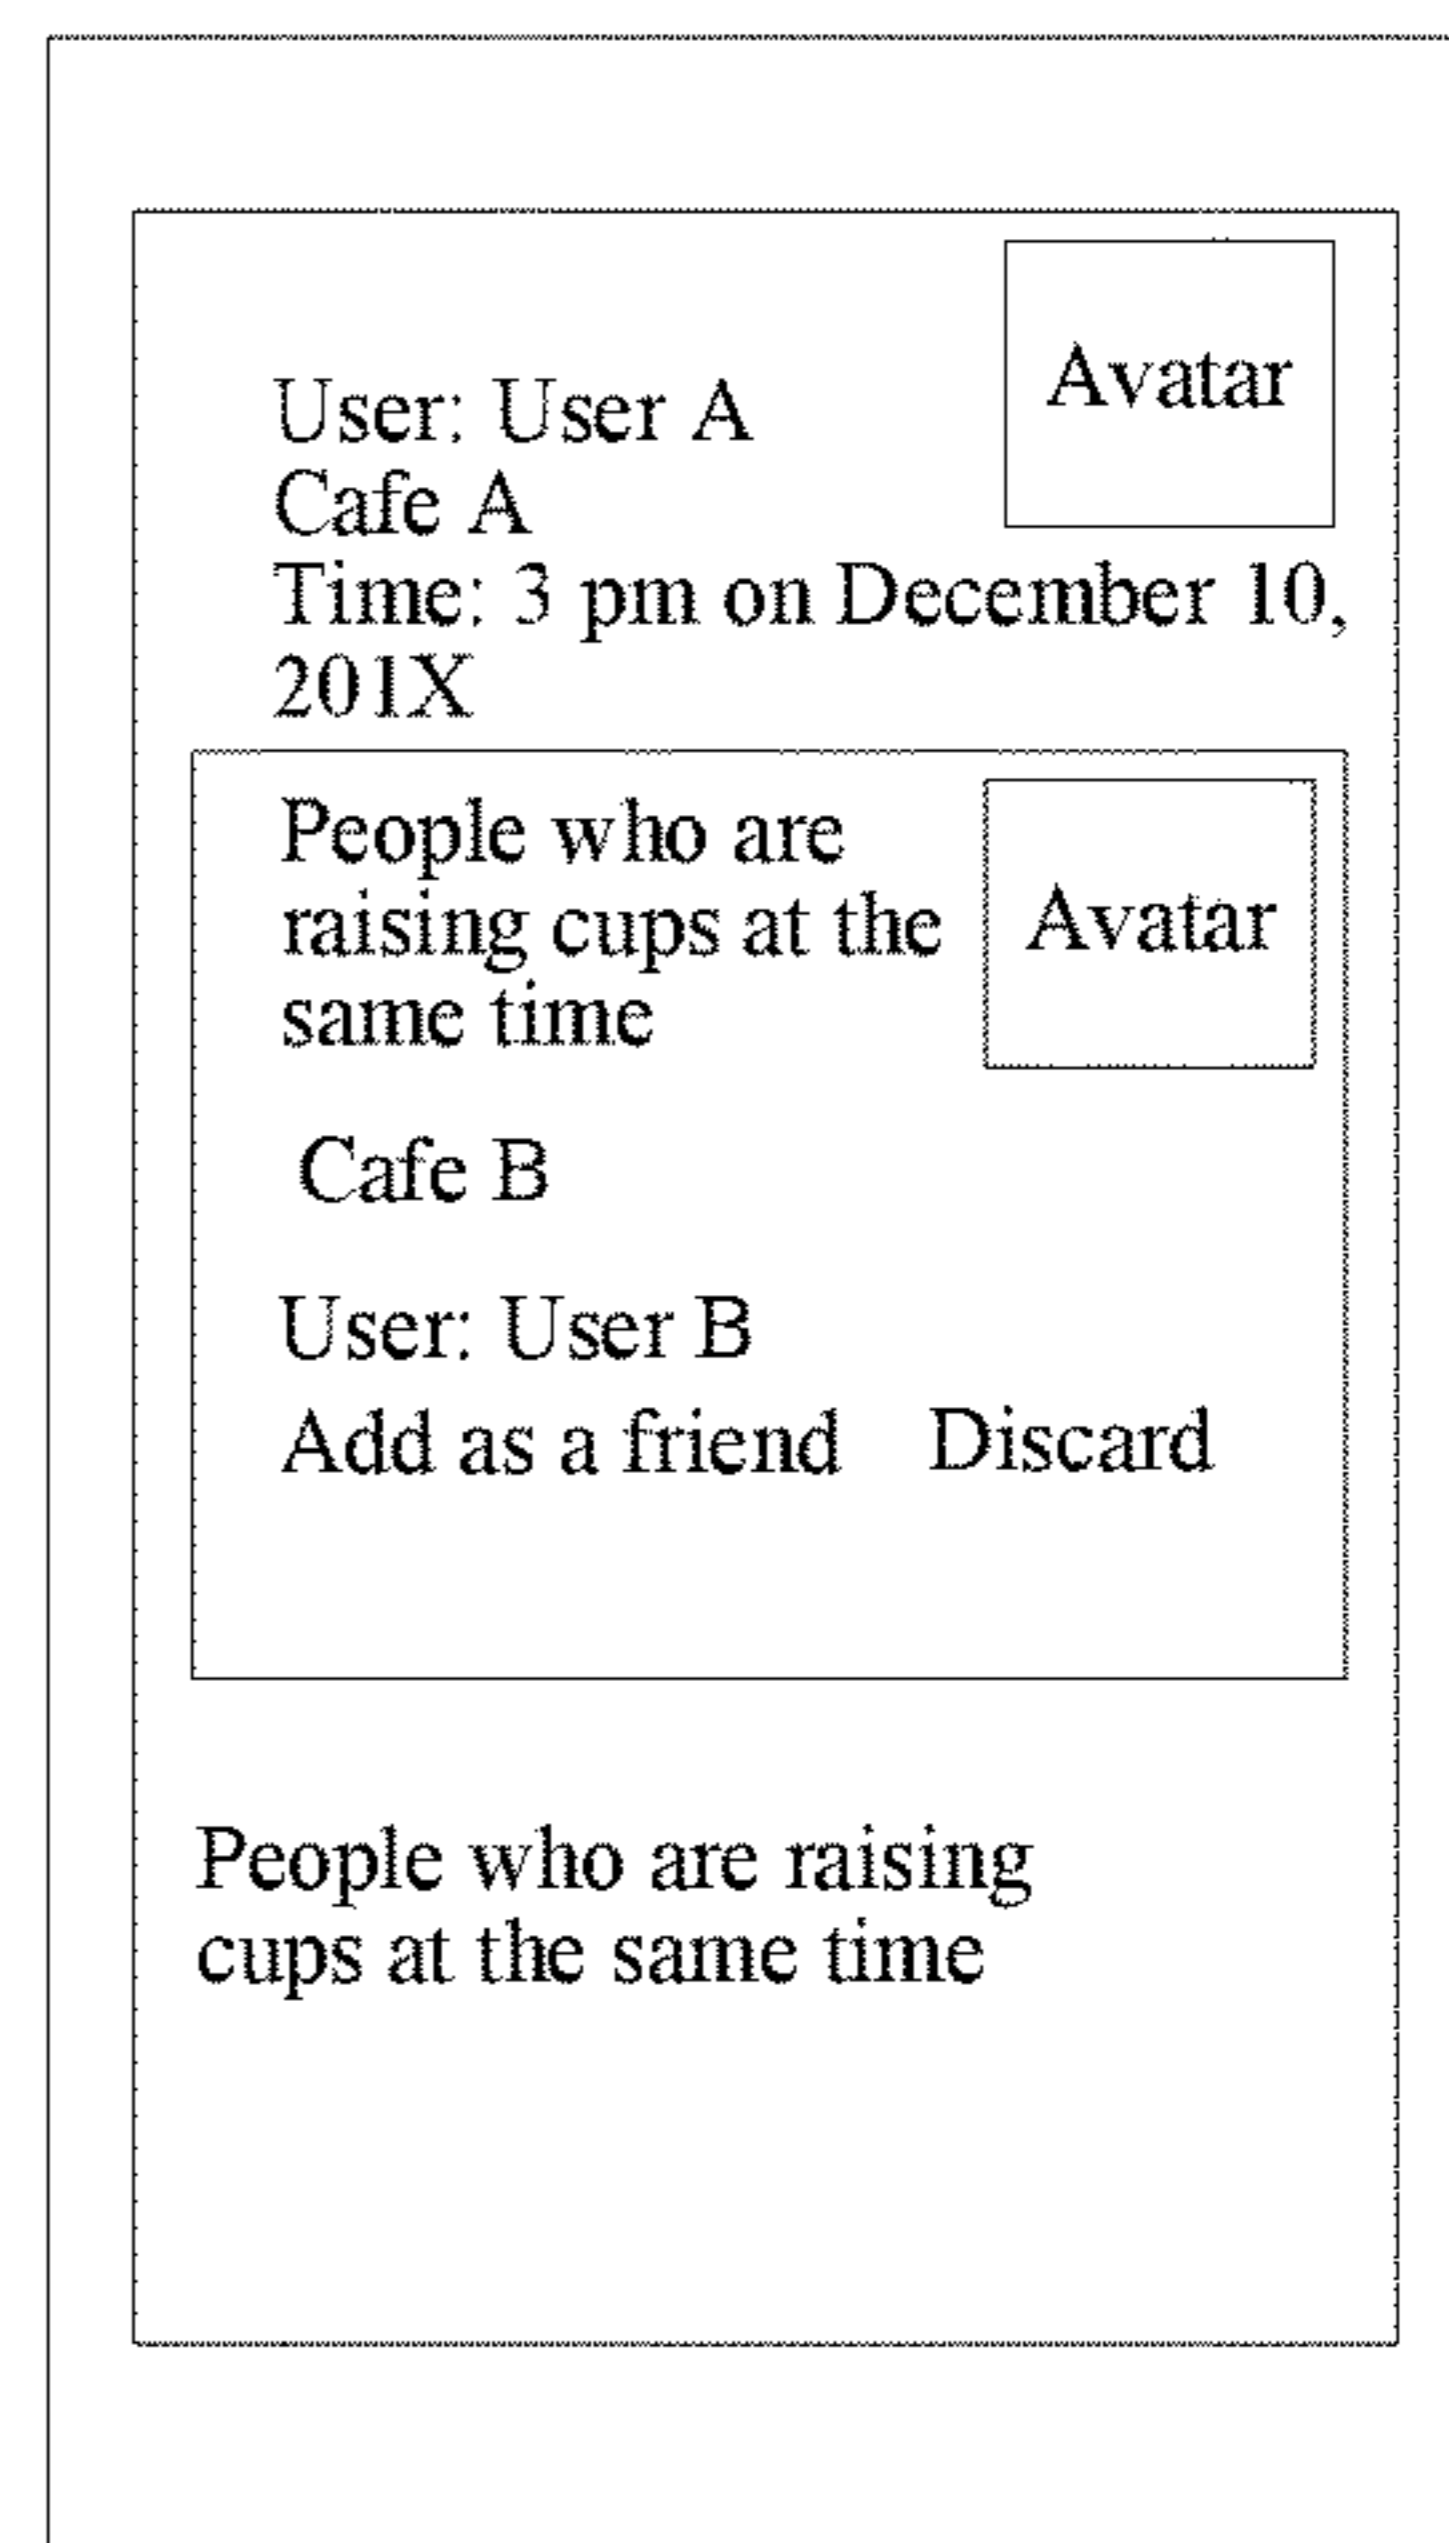 Avatar
User: User A
Cafe A
Time: 3 pm on December 10,
201X
People who are
raising cups at the
same time
Avatar
Cafe B
User: User B
Add as a friend Discard
People who are raising
cups at the same time